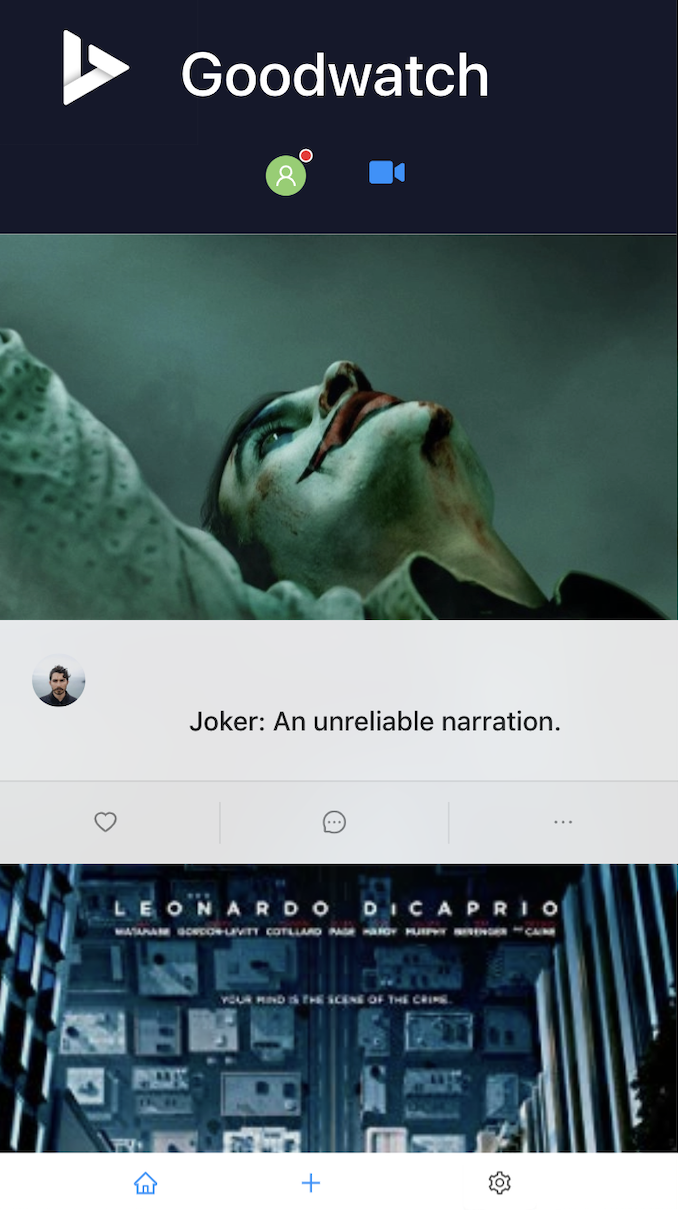 Goodwatch
Joker: An unreliable narration.
LEONARDO DiCAPRIO
WATANABE GORDON-LEVITT COTILLARD PAGE HARDY MURPHY BERENGER AND CAINE
YOUR MIND IS THE SCENE OF THE CRIME.